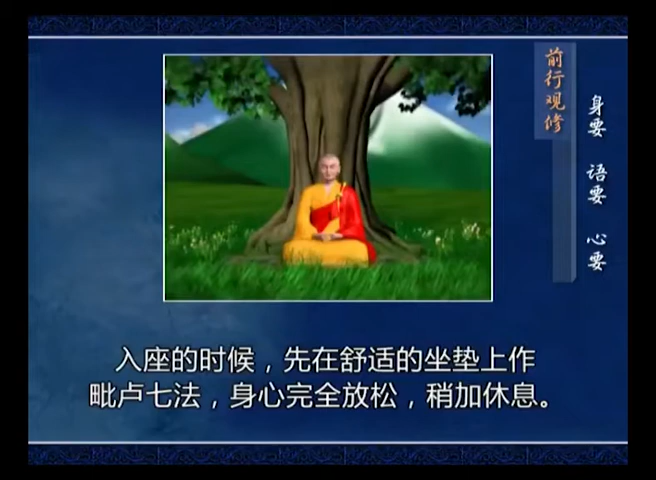 前行观修
身要 语要 心要
入座的时候，先在舒适的坐垫上作
毗卢七法，身心完全放松，稍加休息。